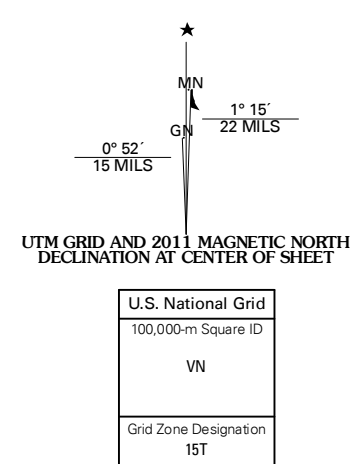 ★
MN
1° 15´
22 MILS
GN
0° 52´
15 MILS
UTM GRID AND 2011 MAGNETIC NORTH
DECLINATION AT CENTER OF SHEET
U.S. National Grid
100,000-m Square ID
VN
Grid Zone Designation
15T